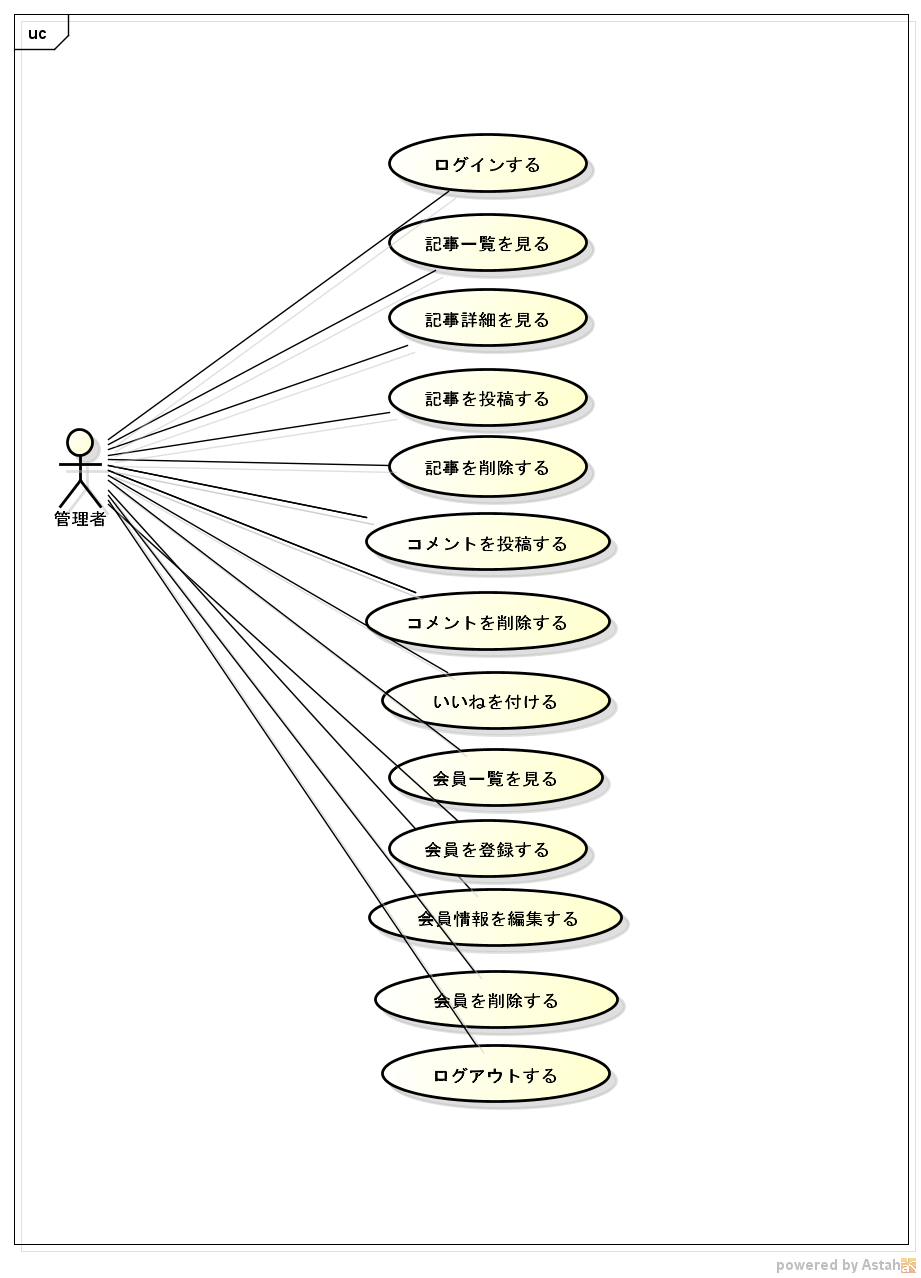 uc
ログインする
記事一覧を見る
記事詳細を見る
記事を投稿する
記事を削除する
管理者
コメントを投稿する
コメントを削除する
いいねを付ける
会員一覧を見る
会員を登録する
会員情報を編集する
会員を削除する
ログアウトする
powered by Astah